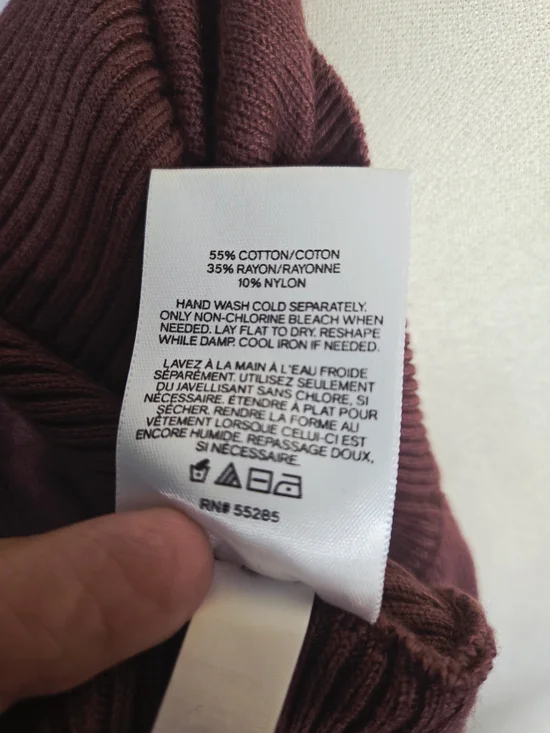 55% COTTON/COTON
35% RAYON/RAYONNE
10% NYLON
HAND WASH COLD SEPARATELY.
ONLY NON-CHLORINE BLEACH WHEN
NEEDED. LAY FLAT TO DRY. RESHAPE
WHILE DAMP. COOL IRON IF NEEDED.
LAVEZ À LA MAIN À L'EAU FROIDE
SÉPARÉMENT. UTILISEZ SEULEMENT
DU JAVELLISANT SANS CHLORE, SI
NÉCESSAIRE. ÉTENDRE À PLAT POUR
SÉCHER. RENDRE LA FORME AU
VÊTEMENT LORSQUE CELUI-CI EST
ENCORE HUMIDE. REPASSAGE DOUX,
SI NÉCESSAIRE.
RN# 55285